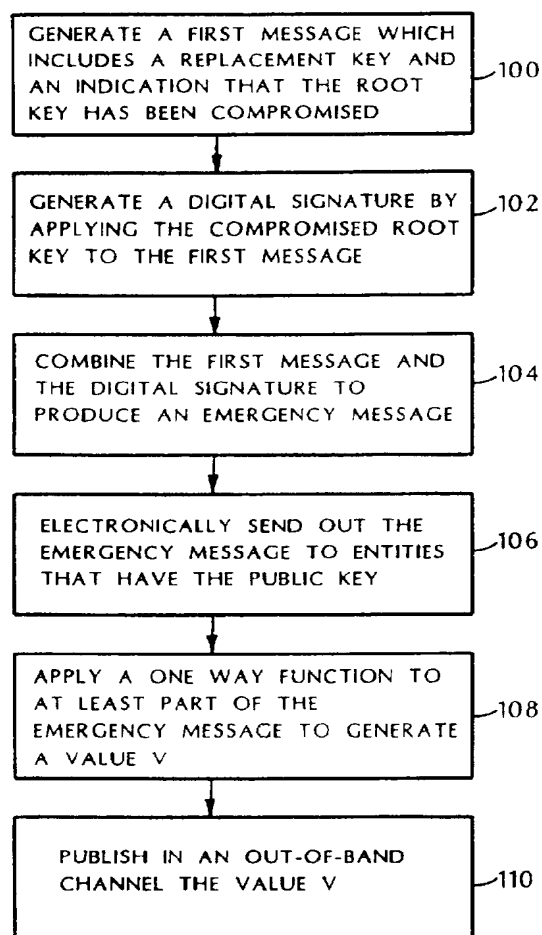 GENERATE A FIRST MESSAGE WHICH
INCLUDES A REPLACEMENT KEY AND
AN INDICATION THAT THE ROOT
KEY HAS BEEN COMPROMISED
100
GENERATE A DIGITAL SIGNATURE BY
APPLYING THE COMPROMISED ROOT
KEY TO THE FIRST MESSAGE
102
COMBINE THE FIRST MESSAGE AND
THE DIGITAL SIGNATURE TO
PRODUCE AN EMERGENCY MESSAGE
104
ELECTRONICALLY SEND OUT THE
EMERGENCY MESSAGE TO ENTITIES
THAT HAVE THE PUBLIC KEY
106
APPLY A ONE WAY FUNCTION TO
AT LEAST PART OF THE
EMERGENCY MESSAGE TO GENERATE
A VALUE V
108
PUBLISH IN AN OUT-OF-BAND
CHANNEL THE VALUE V
110